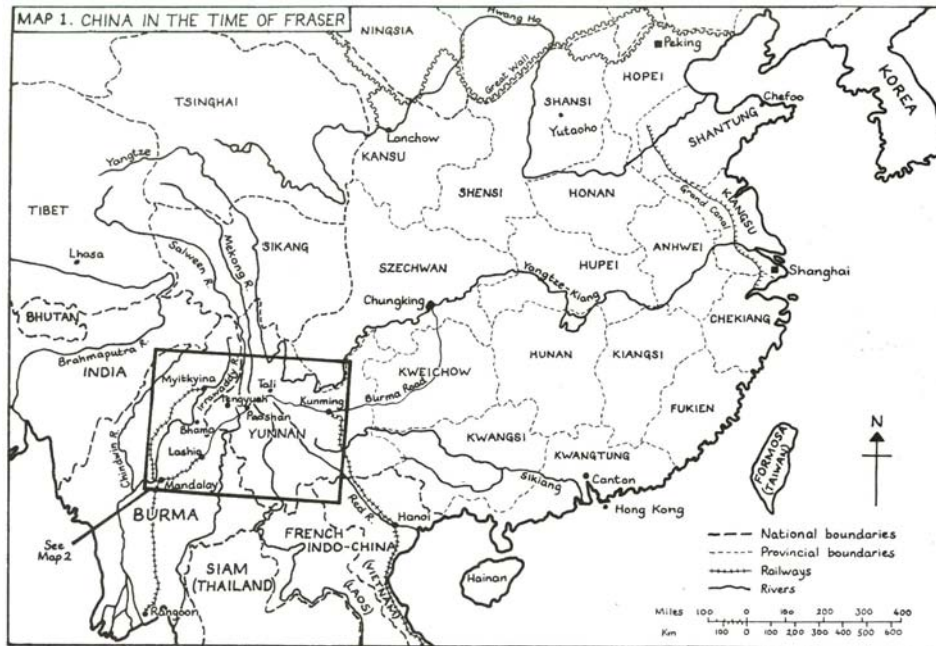 MAP 1. CHINA IN THE TIME OF FRASER
NINGSIA
Hwang Ho
Great Wall
Peking
HOPEI
KOREA
TSINGHAI
SHANSI
Yutaoho
Chefoo
SHANTUNG
Lanchow
KANSU
Yangtze
SHENSI
HONAN
Grand Canal
KIANGSU
TIBET
Lhasa
Salween R.
Mekong R.
SIKANG
SZECHWAN
HUPEI
ANHWEI
Shanghai
Yangtze-Kiang
Chungking
CHEKIANG
BHUTAN
Brahmaputra R.
INDIA
Myitkyina
Irrawaddy R.
Tali
Tengyueh
Paoshan
Kunming
Burma Road
KWEICHOW
HUNAN
KIANGSI
FUKIEN
Bhamo
YUNNAN
Lashio
Chindwin R.
Mandalay
KWANGSI
KWANGTUNG
Sikiang
Canton
Hong Kong
FORMOSA
(TAIWAN)
N
BURMA
See
Map 2
Red R.
Hanoi
FRENCH
INDO-CHINA
SIAM
(THAILAND)
(LAOS)
(VIETNAM)
Hainan
Rangoon
National boundaries
Provincial boundaries
Railways
Rivers
Miles 100 0 100 200 300 400
Km 100 0 100 200 300 400 500 600